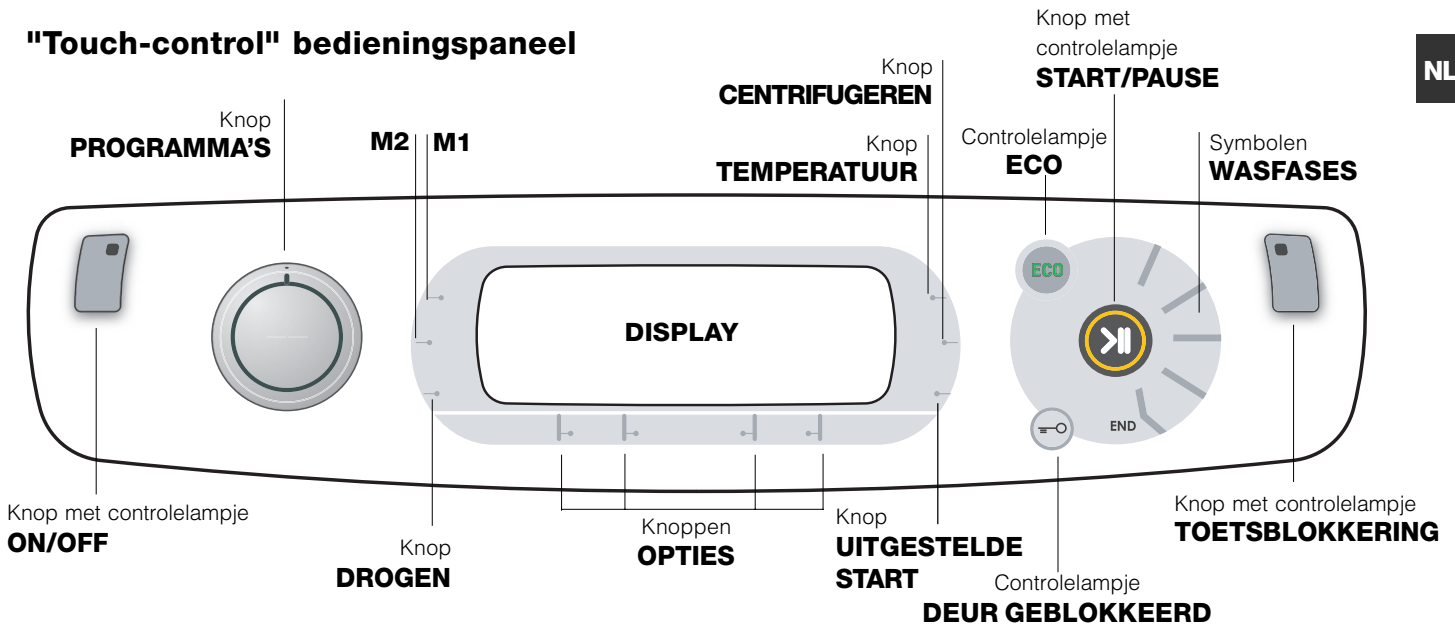 "Touch-control" bedieningspaneel
NL
Knop
PROGRAMMA'S
M2
M1
Knop
CENTRIFUGEREN
Knop
TEMPERATUUR
Controlelampje
ECO
Knop met
controlelampje
START/PAUSE
Symbolen
WASFASES
ECO
DISPLAY
END
Knop met controlelampje
ON/OFF
Knop
DROGEN
Knoppen
OPTIES
Knop
UITGESTELDE
START
Controlelampje
DEUR GEBLOKKEERD
Knop met controlelampje
TOETSBLOKKERING